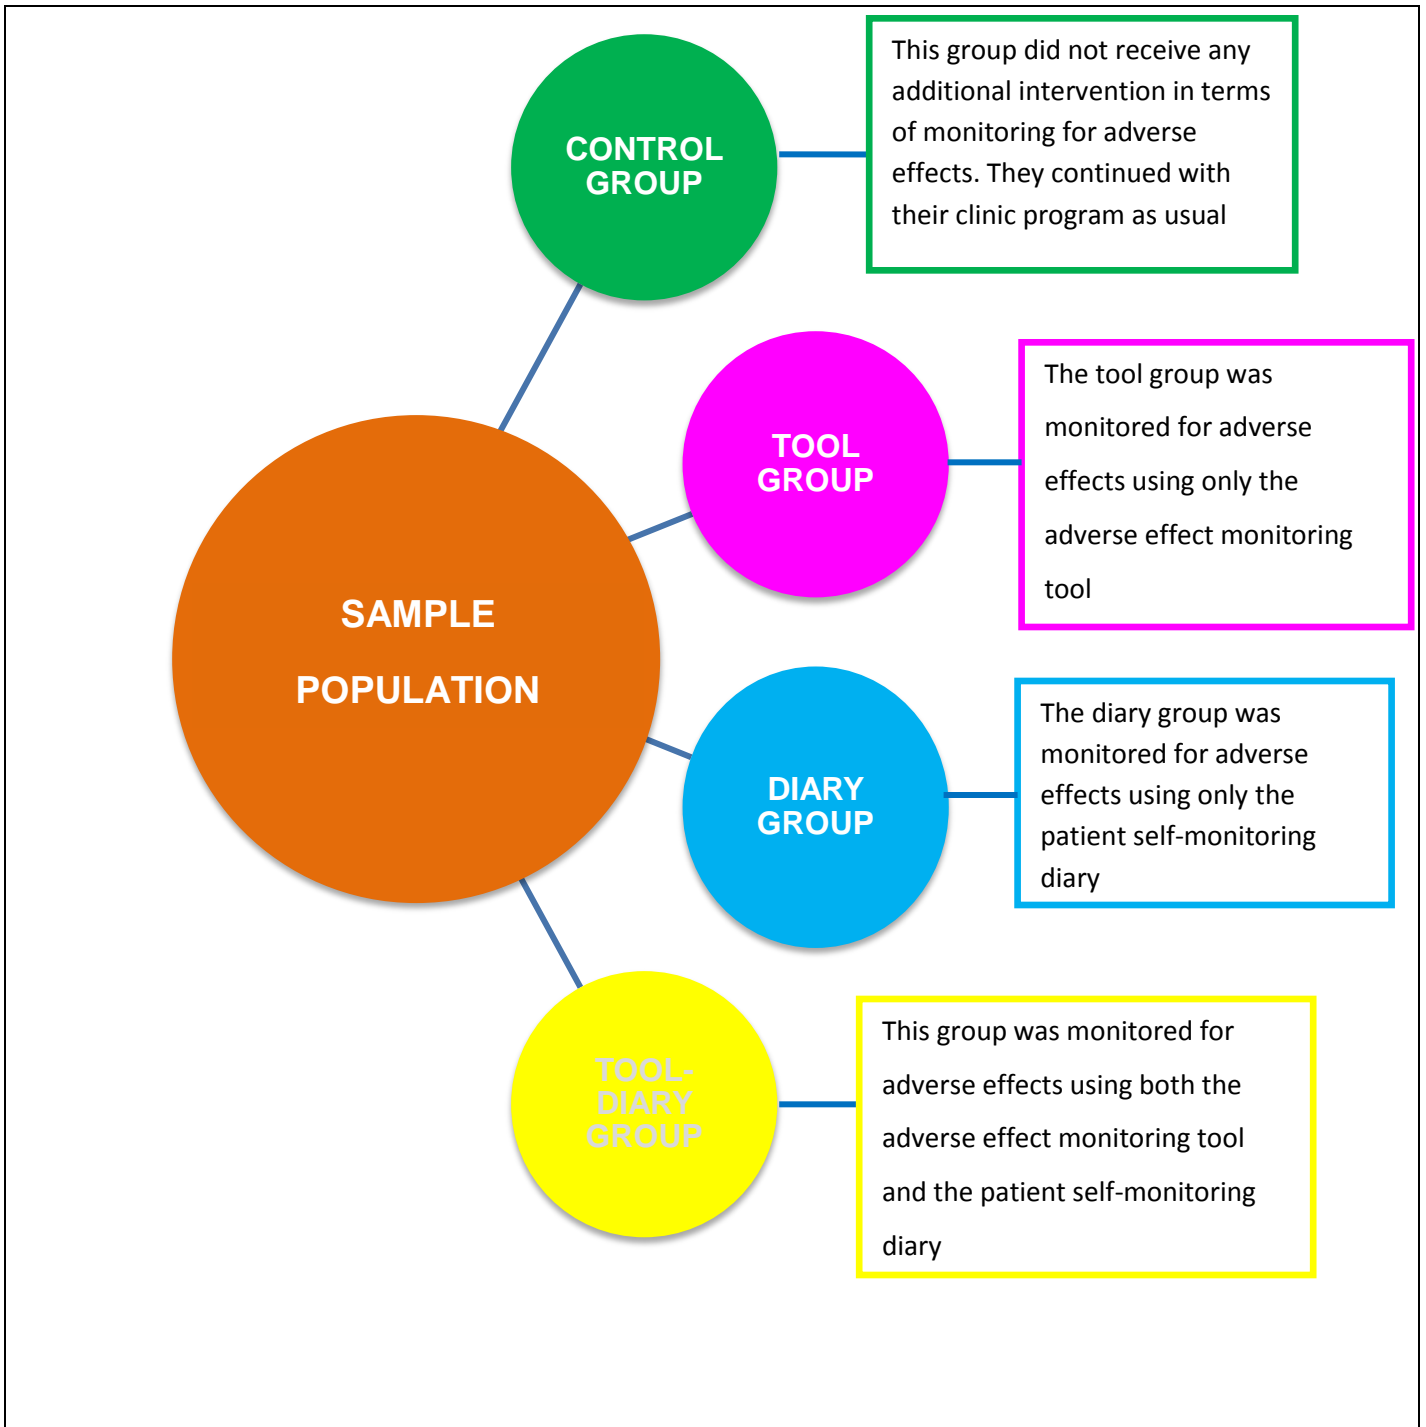 CONTROL
GROUP
This group did not receive any
additional intervention in terms
of monitoring for adverse
effects. They continued with
their clinic program as usual
TOOL
GROUP
The tool group was
monitored for adverse
effects using only the
adverse effect monitoring
tool
SAMPLE
POPULATION
DIARY
GROUP
The diary group was
monitored for adverse
effects using only the
patient self-monitoring
diary
TOOL-
DIARY
GROUP
This group was monitored for
adverse effects using both the
adverse effect monitoring tool
and the patient self-monitoring
diary